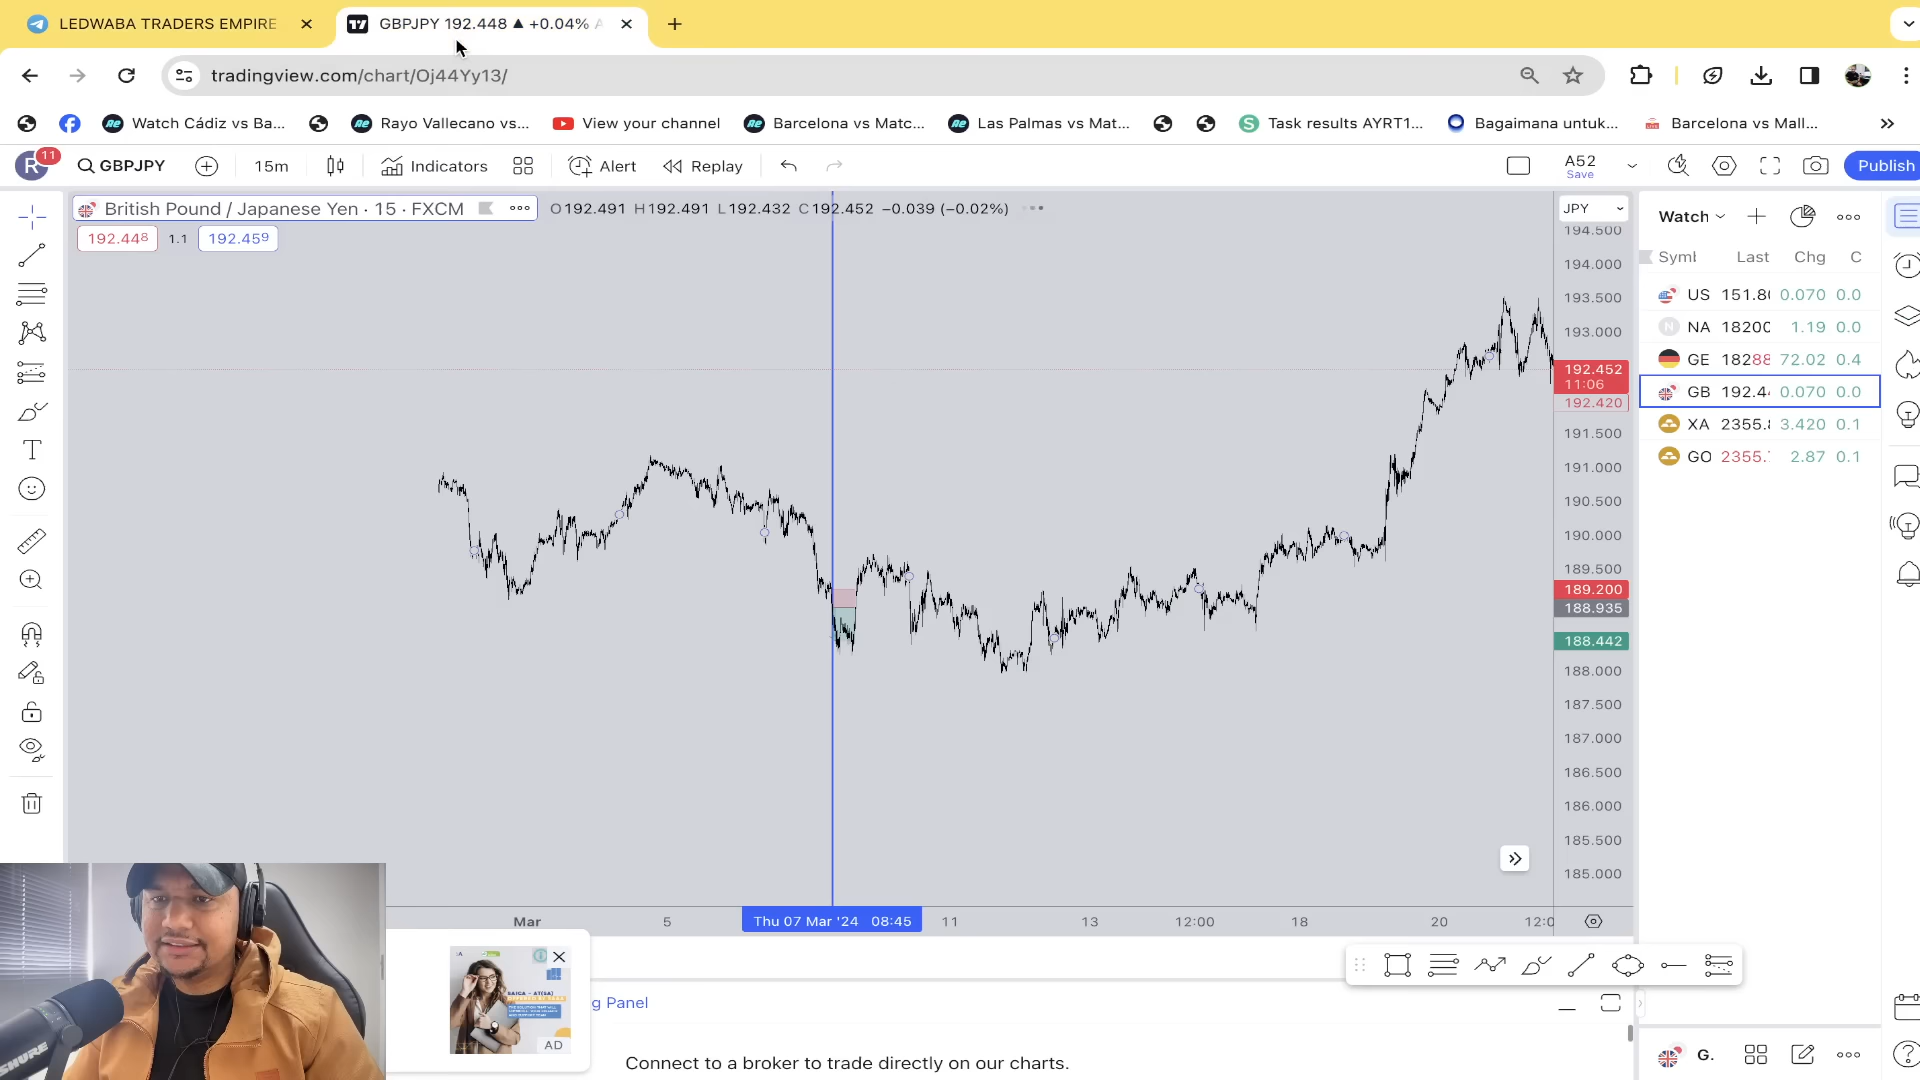 LEDWABA TRADERS EMPIRE
GBPJPY 192.448 ▲ +0.04%
tradingview.com/chart/Oj44Yy13/
Watch Cádiz vs Ba...
Rayo Vallecano vs...
View your channel
Barcelona vs Matc...
Las Palmas vs Mat...
Task results AYRT1...
Bagaimana untuk...
Barcelona vs Mall...
R 11
GBPJPY
15m
Indicators
Alert
Replay
A52
Save
Publish
British Pound / Japanese Yen · 15 · FXCM
O192.491 H192.491 L192.432 C192.452 −0.039 (−0.02%)
192.448 1.1 192.459
JPY
194.500
194.000
193.500
193.000
192.452
11:06
192.420
191.500
191.000
190.500
190.000
189.500
189.200
188.935
188.442
188.000
187.500
187.000
186.500
186.000
185.500
185.000
Watch
Symb Last Chg C
US 151.80 0.070 0.0
NA 18200 1.19 0.0
GE 18288 72.02 0.4
GB 192.4 0.070 0.0
XA 2355.8 3.420 0.1
GO 2355. 2.87 0.1
Mar 5 Thu 07 Mar '24 08:45 11 13 12:00 18 20 12:0
g Panel
AD
Connect to a broker to trade directly on our charts.
G.
SHURE